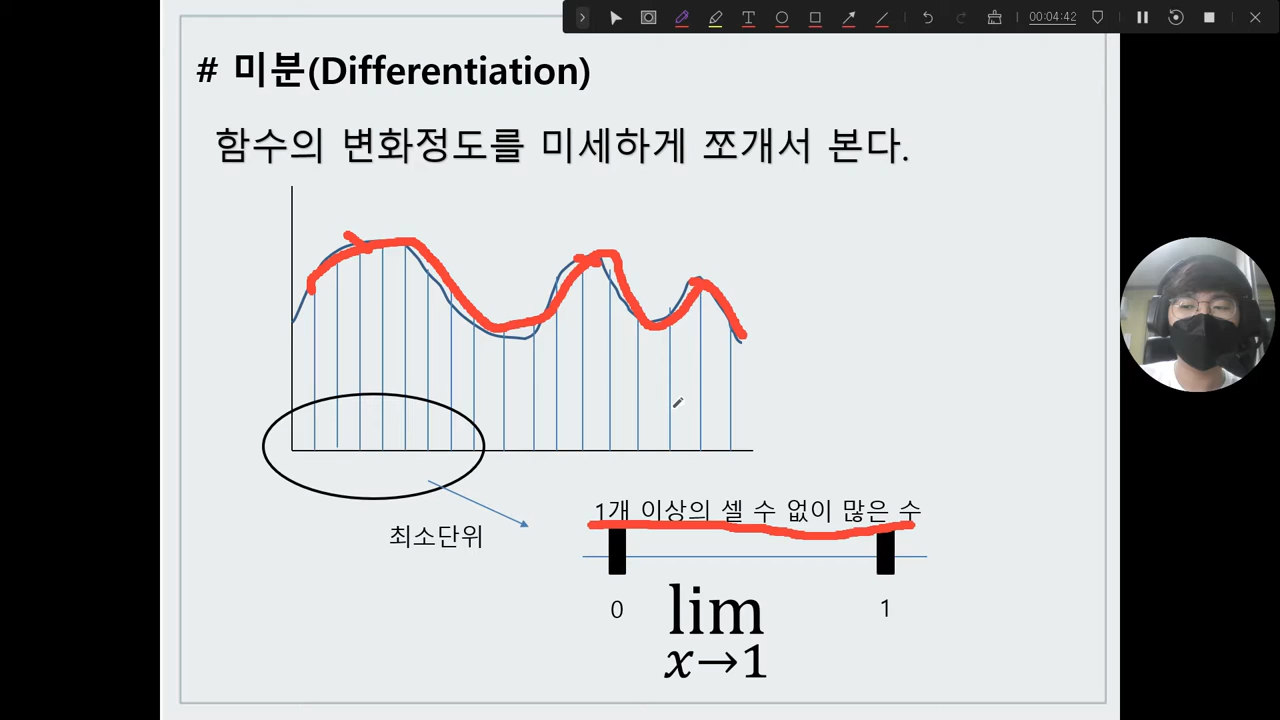 00:04:42
# 미분(Differentiation)
함수의 변화정도를 미세하게 쪼개서 본다.
1개 이상의 셀 수 없이 많은 수
최소단위
0
1
lim
x→1